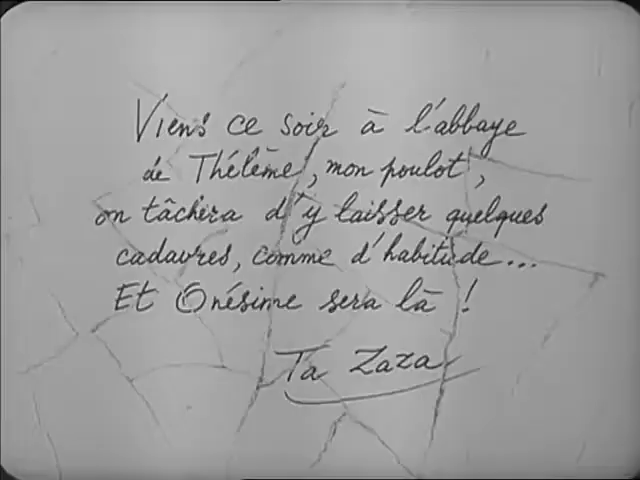 Viens ce soir à l'abbaye
de Thélème, mon poulot,
on tâchera d'y laisser quelques
cadavres, comme d'habitude...
Et Onésime sera là !
Ta Zaza